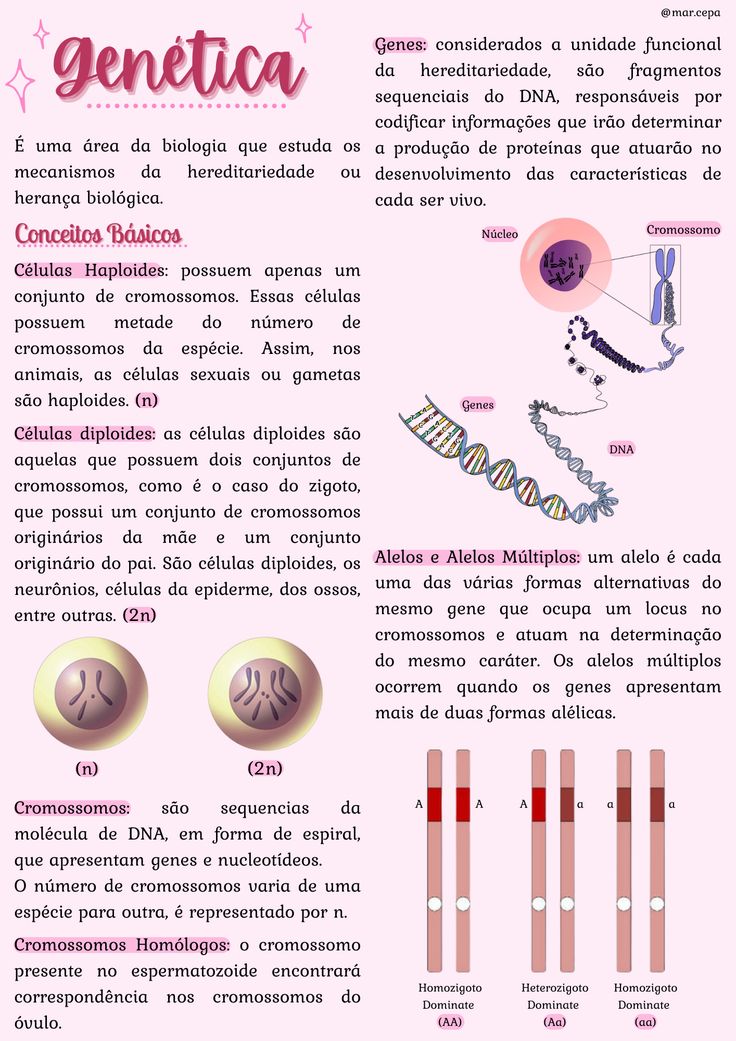 @mar.cepa
Genética
É uma área da biologia que estuda os
mecanismos da hereditariedade ou
herança biológica.
Conceitos Básicos
Células Haploides: possuem apenas um
conjunto de cromossomos. Essas células
possuem metade do número de
cromossomos da espécie. Assim, nos
animais, as células sexuais ou gametas
são haploides. (n)
Células diploides: as células diploides são
aquelas que possuem dois conjuntos de
cromossomos, como é o caso do zigoto,
que possui um conjunto de cromossomos
originários da mãe e um conjunto
originário do pai. São células diploides, os
neurônios, células da epiderme, dos ossos,
entre outras. (2n)
(n)
(2n)
Cromossomos: são sequencias da
molécula de DNA, em forma de espiral,
que apresentam genes e nucleotídeos.
O número de cromossomos varia de uma
espécie para outra, é representado por n.
Cromossomos Homólogos: o cromossomo
presente no espermatozoide encontrará
correspondência nos cromossomos do
óvulo.
Genes: considerados a unidade funcional
da hereditariedade, são fragmentos
sequenciais do DNA, responsáveis por
codificar informações que irão determinar
a produção de proteínas que atuarão no
desenvolvimento das características de
cada ser vivo.
Núcleo
Cromossomo
Genes
DNA
Alelos e Alelos Múltiplos: um alelo é cada
uma das várias formas alternativas do
mesmo gene que ocupa um locus no
cromossomos e atuam na determinação
do mesmo caráter. Os alelos múltiplos
ocorrem quando os genes apresentam
mais de duas formas alélicas.
A A A a a a
Homozigoto Heterozigoto Homozigoto
Dominate Dominate Dominate
(AA) (Aa) (aa)